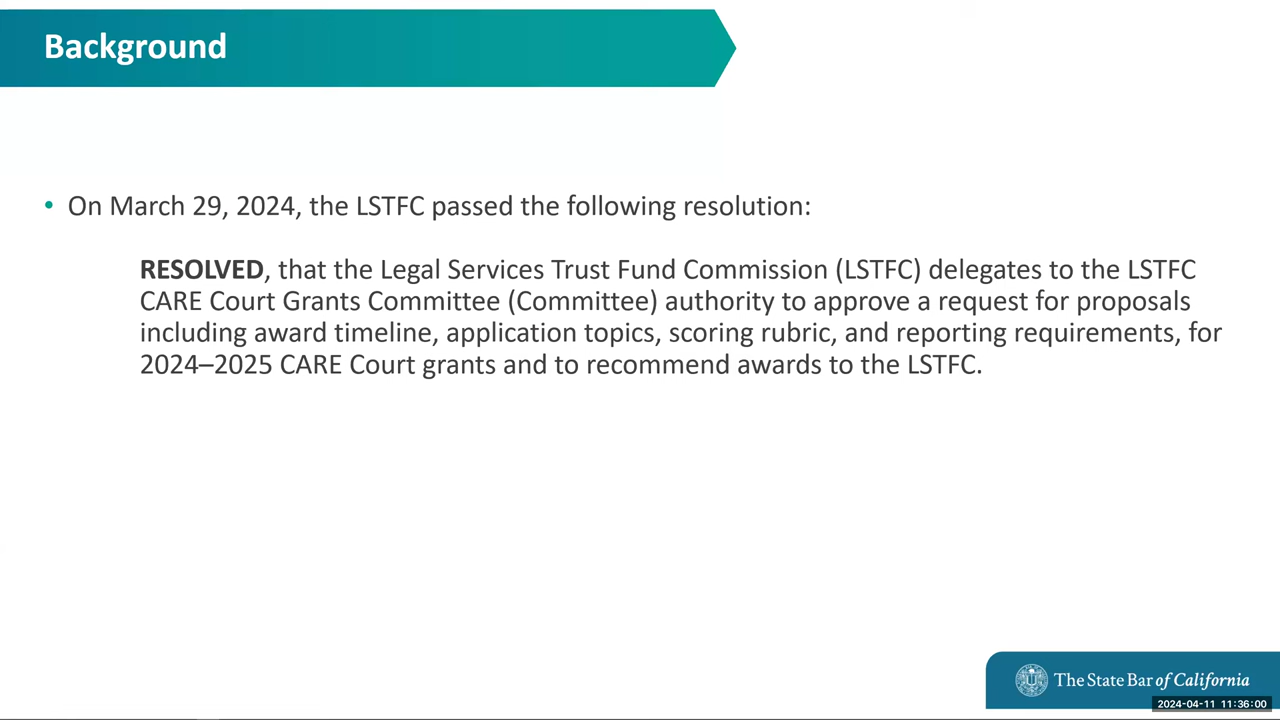 Background
• On March 29, 2024, the LSTFC passed the following resolution:
RESOLVED, that the Legal Services Trust Fund Commission (LSTFC) delegates to the LSTFC
CARE Court Grants Committee (Committee) authority to approve a request for proposals
including award timeline, application topics, scoring rubric, and reporting requirements, for
2024–2025 CARE Court grants and to recommend awards to the LSTFC.
The State Bar of California
2024-04-11 11:36:00